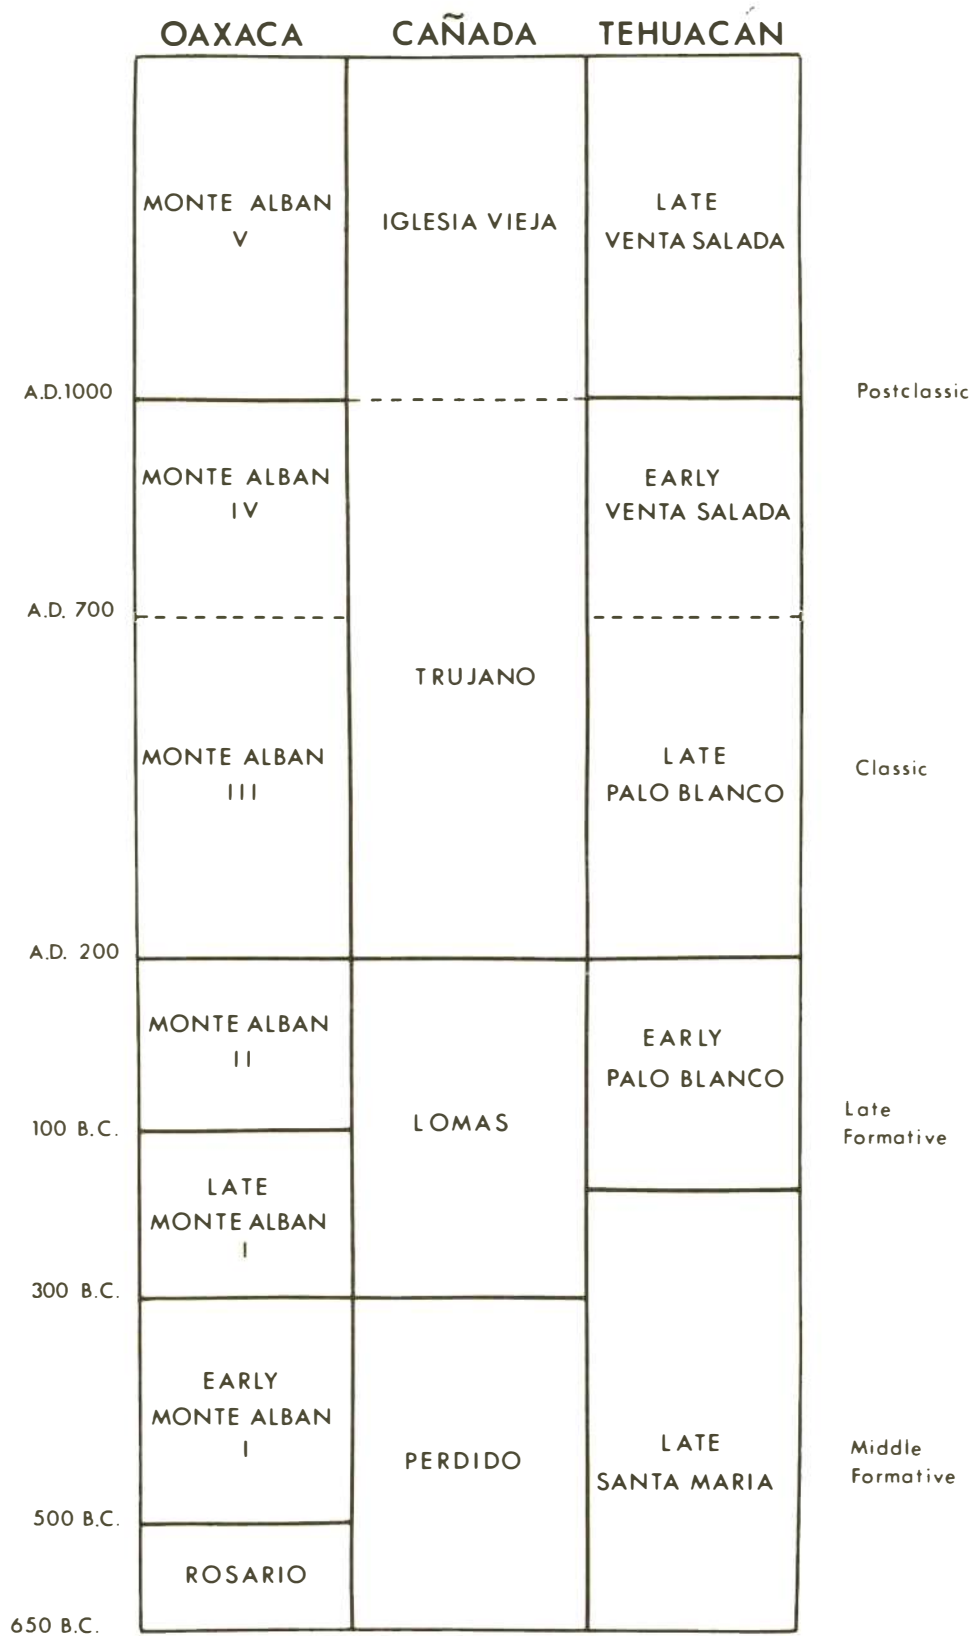 OAXACA CAÑADA TEHUACÁN
MONTE ALBAN
V
IGLESIA VIEJA
LATE
VENTA SALADA
A.D.1000
Postclassic
MONTE ALBAN
IV
EARLY
VENTA SALADA
A.D. 700
TRUJANO
MONTE ALBAN
III
LATE
PALO BLANCO
Classic
A.D. 200
MONTE ALBAN
II
EARLY
PALO BLANCO
100 B.C.
LOMAS
Late
Formative
LATE
MONTE ALBAN
I
300 B.C.
EARLY
MONTE ALBAN
I
PERDIDO
LATE
SANTA MARIA
Middle
Formative
500 B.C.
ROSARIO
650 B.C.